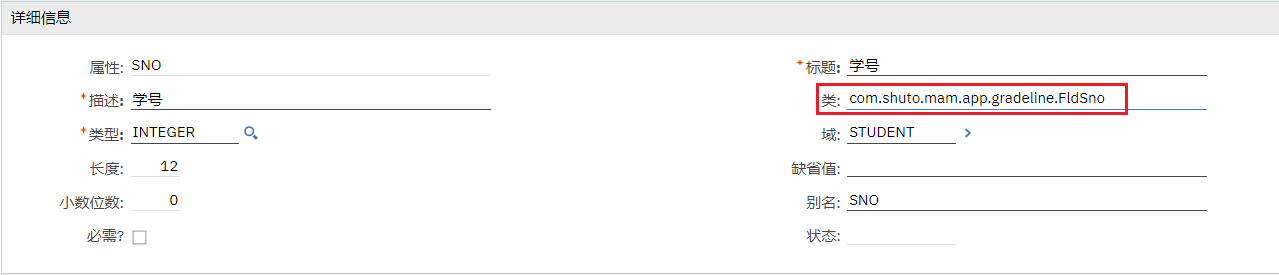 详细信息
属性: SNO
*标题: 学号
*描述: 学号
类: com.shuto.mam.app.gradeline.FldSno
*类型: INTEGER
域: STUDENT
长度: 12
缺省值:
小数位数: 0
别名: SNO
必需?
状态: